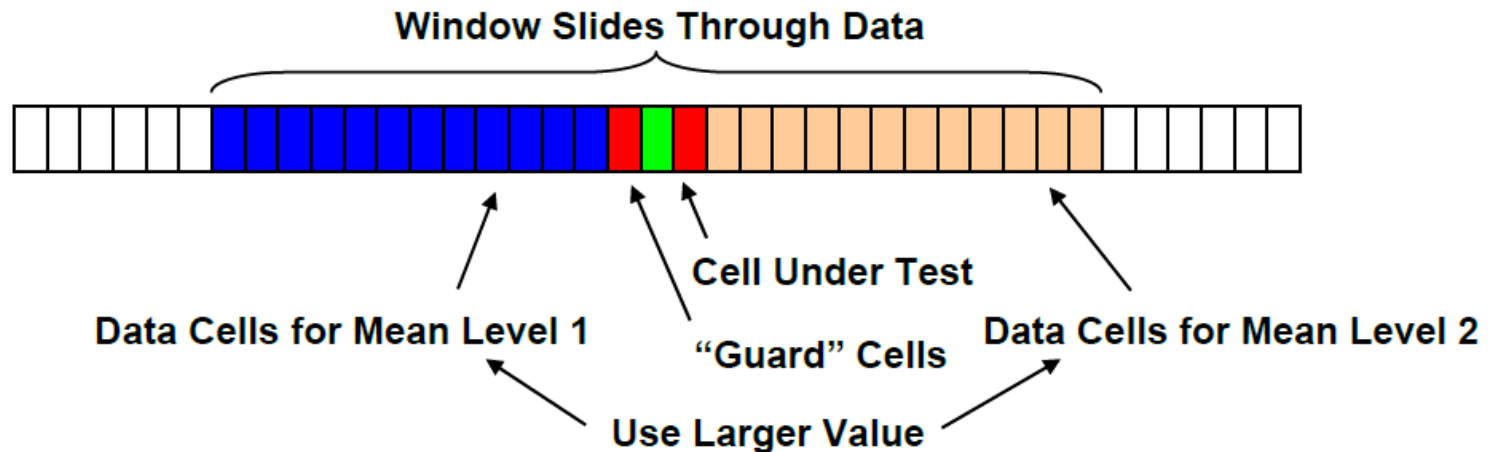 Window Slides Through Data
Cell Under Test
Data Cells for Mean Level 1
“Guard” Cells
Data Cells for Mean Level 2
Use Larger Value